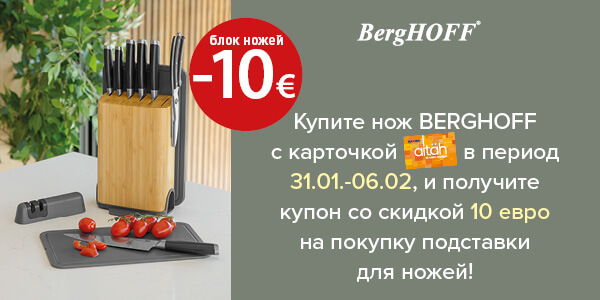 BergHOFF®
блок ножей
-10€
Купите нож BERGHOFF
с карточкой aitäh в период
31.01.-06.02, и получите
купон со скидкой 10 евро
на покупку подставки
для ножей!